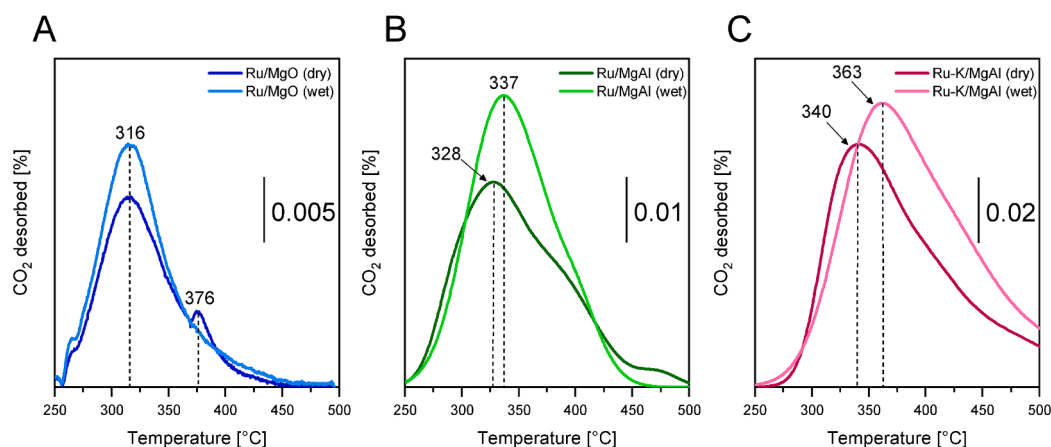 A
CO₂ desorbed [%]
Ru/MgO (dry)
Ru/MgO (wet)
316
376
0.005
250 300 350 400 450 500
Temperature [°C]
B
CO₂ desorbed [%]
Ru/MgAl (dry)
Ru/MgAl (wet)
337
328
0.01
250 300 350 400 450 500
Temperature [°C]
C
CO₂ desorbed [%]
Ru-K/MgAl (dry)
Ru-K/MgAl (wet)
363
340
0.02
250 300 350 400 450 500
Temperature [°C]